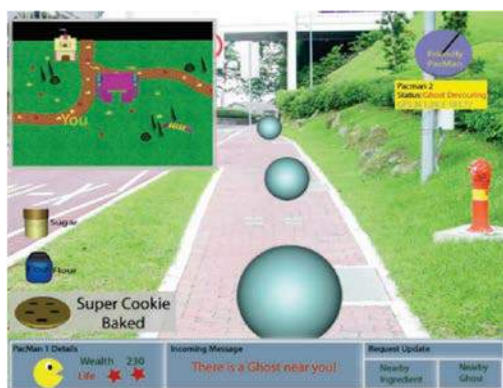 You
Friendly
PacMan
Pacman 2
Status:Ghost Devouring
Sugar
Flour
Super Cookie
Baked
PacMan 1 Details
Wealth 230
Life
Incoming Message
There is a Ghost near you!
Request Update
Nearby
Ingredient
Nearby
Ghost